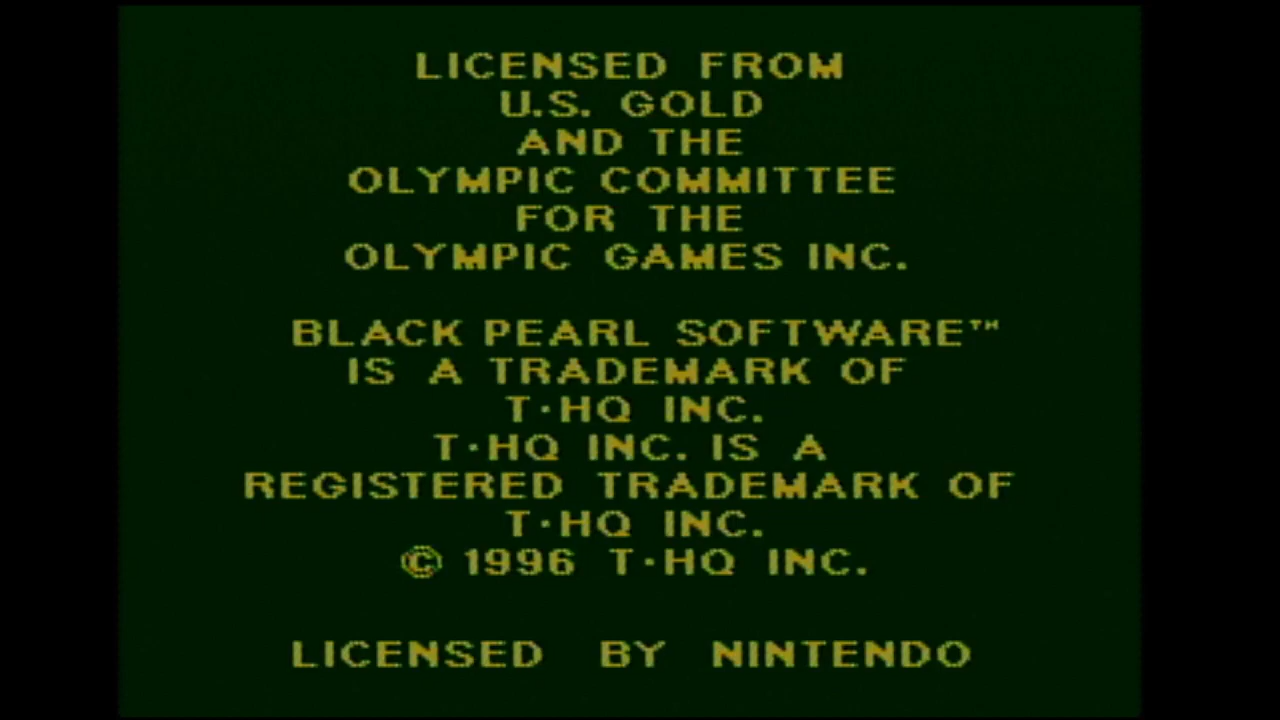 LICENSED FROM
U.S. GOLD
AND THE
OLYMPIC COMMITTEE
FOR THE
OLYMPIC GAMES INC.
BLACK PEARL SOFTWARE™
IS A TRADEMARK OF
T·HQ INC.
T·HQ INC. IS A
REGISTERED TRADEMARK OF
T·HQ INC.
© 1996 T·HQ INC.
LICENSED BY NINTENDO